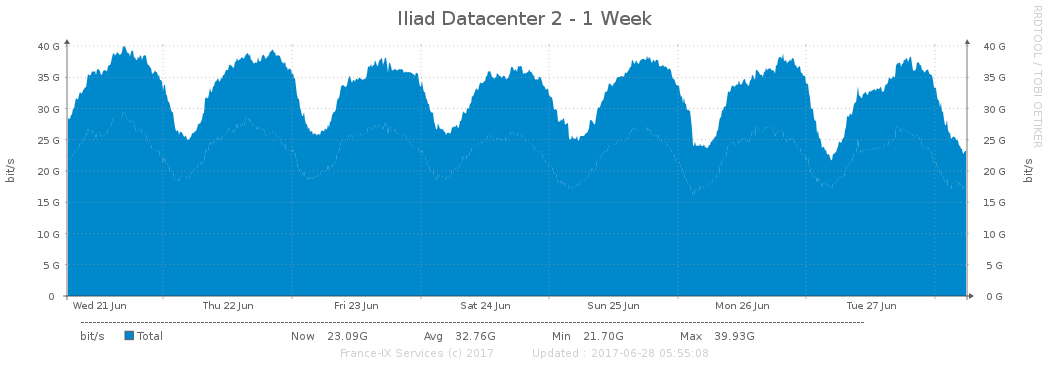 Iliad Datacenter 2 - 1 Week
RRDTOOL / TOBI OETIKER
40 G 40 G
35 G 35 G
30 G 30 G
25 G 25 G
20 G 20 G
15 G 15 G
10 G 10 G
5 G 5 G
0 0 G
bit/s
bit/s
Wed 21 Jun Thu 22 Jun Fri 23 Jun Sat 24 Jun Sun 25 Jun Mon 26 Jun Tue 27 Jun
bit/s Total Now 23.09G Avg 32.76G Min 21.70G Max 39.93G
France-IX Services (c) 2017 Updated : 2017-06-28 05:55:08